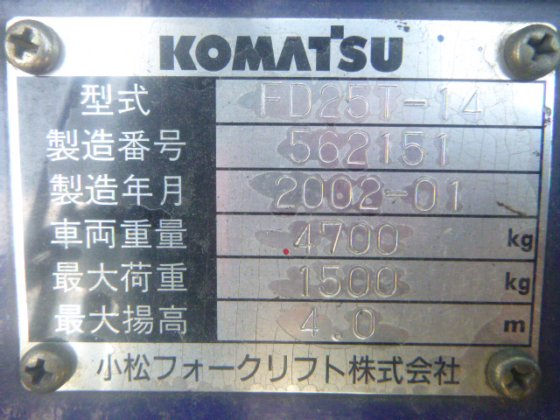 KOMATSU
型式 FD25T-14
製造番号 562151
製造年月 2002-01
車両重量 4700 kg
最大荷重 1500 kg
最大揚高 4.0 m
小松フォークリフト株式会社